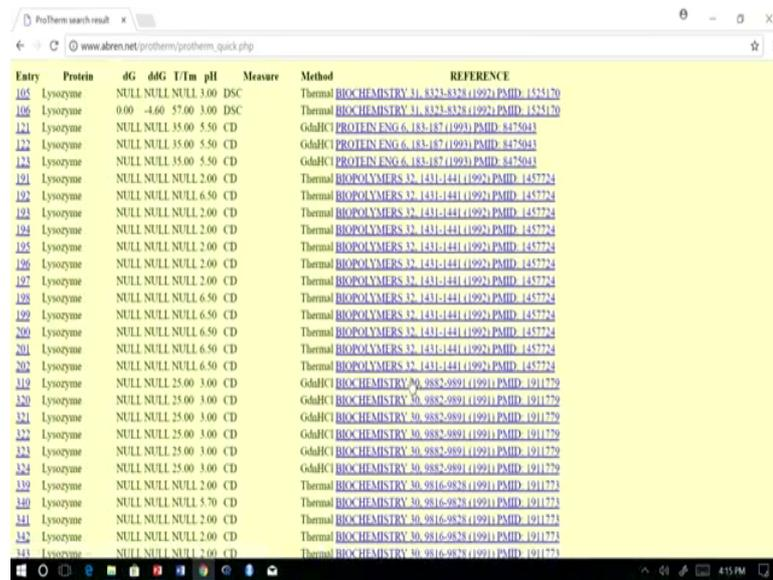 ProTherm search result
www.abren.net/protherm/protherm_quick.php
Entry Protein dG ddG T/Tm pH Measure Method REFERENCE
105 Lysozyme NULL NULL NULL 3.00 DSC Thermal BIOCHEMISTRY 31, 8323-8328 (1992) PMID: 1525170
106 Lysozyme 0.00 -4.60 57.00 3.00 DSC Thermal BIOCHEMISTRY 31, 8323-8328 (1992) PMID: 1525170
121 Lysozyme NULL NULL 35.00 5.50 CD GdnHCl PROTEIN ENG 6, 183-187 (1993) PMID: 8475043
122 Lysozyme NULL NULL 35.00 5.50 CD GdnHCl PROTEIN ENG 6, 183-187 (1993) PMID: 8475043
123 Lysozyme NULL NULL 35.00 5.50 CD GdnHCl PROTEIN ENG 6, 183-187 (1993) PMID: 8475043
191 Lysozyme NULL NULL NULL 2.00 CD Thermal BIOPOLYMERS 32, 1431-1441 (1992) PMID: 1457724
192 Lysozyme NULL NULL NULL 6.50 CD Thermal BIOPOLYMERS 32, 1431-1441 (1992) PMID: 1457724
193 Lysozyme NULL NULL NULL 2.00 CD Thermal BIOPOLYMERS 32, 1431-1441 (1992) PMID: 1457724
194 Lysozyme NULL NULL NULL 2.00 CD Thermal BIOPOLYMERS 32, 1431-1441 (1992) PMID: 1457724
195 Lysozyme NULL NULL NULL 2.00 CD Thermal BIOPOLYMERS 32, 1431-1441 (1992) PMID: 1457724
196 Lysozyme NULL NULL NULL 2.00 CD Thermal BIOPOLYMERS 32, 1431-1441 (1992) PMID: 1457724
197 Lysozyme NULL NULL NULL 2.00 CD Thermal BIOPOLYMERS 32, 1431-1441 (1992) PMID: 1457724
198 Lysozyme NULL NULL NULL 6.50 CD Thermal BIOPOLYMERS 32, 1431-1441 (1992) PMID: 1457724
199 Lysozyme NULL NULL NULL 6.50 CD Thermal BIOPOLYMERS 32, 1431-1441 (1992) PMID: 1457724
200 Lysozyme NULL NULL NULL 6.50 CD Thermal BIOPOLYMERS 32, 1431-1441 (1992) PMID: 1457724
201 Lysozyme NULL NULL NULL 6.50 CD Thermal BIOPOLYMERS 32, 1431-1441 (1992) PMID: 1457724
202 Lysozyme NULL NULL NULL 6.50 CD Thermal BIOPOLYMERS 32, 1431-1441 (1992) PMID: 1457724
319 Lysozyme NULL NULL 25.00 3.00 CD GdnHCl BIOCHEMISTRY 30, 9882-9891 (1991) PMID: 1911779
320 Lysozyme NULL NULL 25.00 3.00 CD GdnHCl BIOCHEMISTRY 30, 9882-9891 (1991) PMID: 1911779
321 Lysozyme NULL NULL 25.00 3.00 CD GdnHCl BIOCHEMISTRY 30, 9882-9891 (1991) PMID: 1911779
322 Lysozyme NULL NULL 25.00 3.00 CD GdnHCl BIOCHEMISTRY 30, 9882-9891 (1991) PMID: 1911779
323 Lysozyme NULL NULL 25.00 3.00 CD GdnHCl BIOCHEMISTRY 30, 9882-9891 (1991) PMID: 1911779
324 Lysozyme NULL NULL 25.00 3.00 CD GdnHCl BIOCHEMISTRY 30, 9882-9891 (1991) PMID: 1911779
339 Lysozyme NULL NULL NULL 2.00 CD Thermal BIOCHEMISTRY 30, 9816-9828 (1991) PMID: 1911773
340 Lysozyme NULL NULL NULL 5.70 CD Thermal BIOCHEMISTRY 30, 9816-9828 (1991) PMID: 1911773
341 Lysozyme NULL NULL NULL 2.00 CD Thermal BIOCHEMISTRY 30, 9816-9828 (1991) PMID: 1911773
342 Lysozyme NULL NULL NULL 2.00 CD Thermal BIOCHEMISTRY 30, 9816-9828 (1991) PMID: 1911773
343 Lysozyme NULL NULL NULL 2.00 CD Thermal BIOCHEMISTRY 30, 9816-9828 (1991) PMID: 1911773
4:15 PM